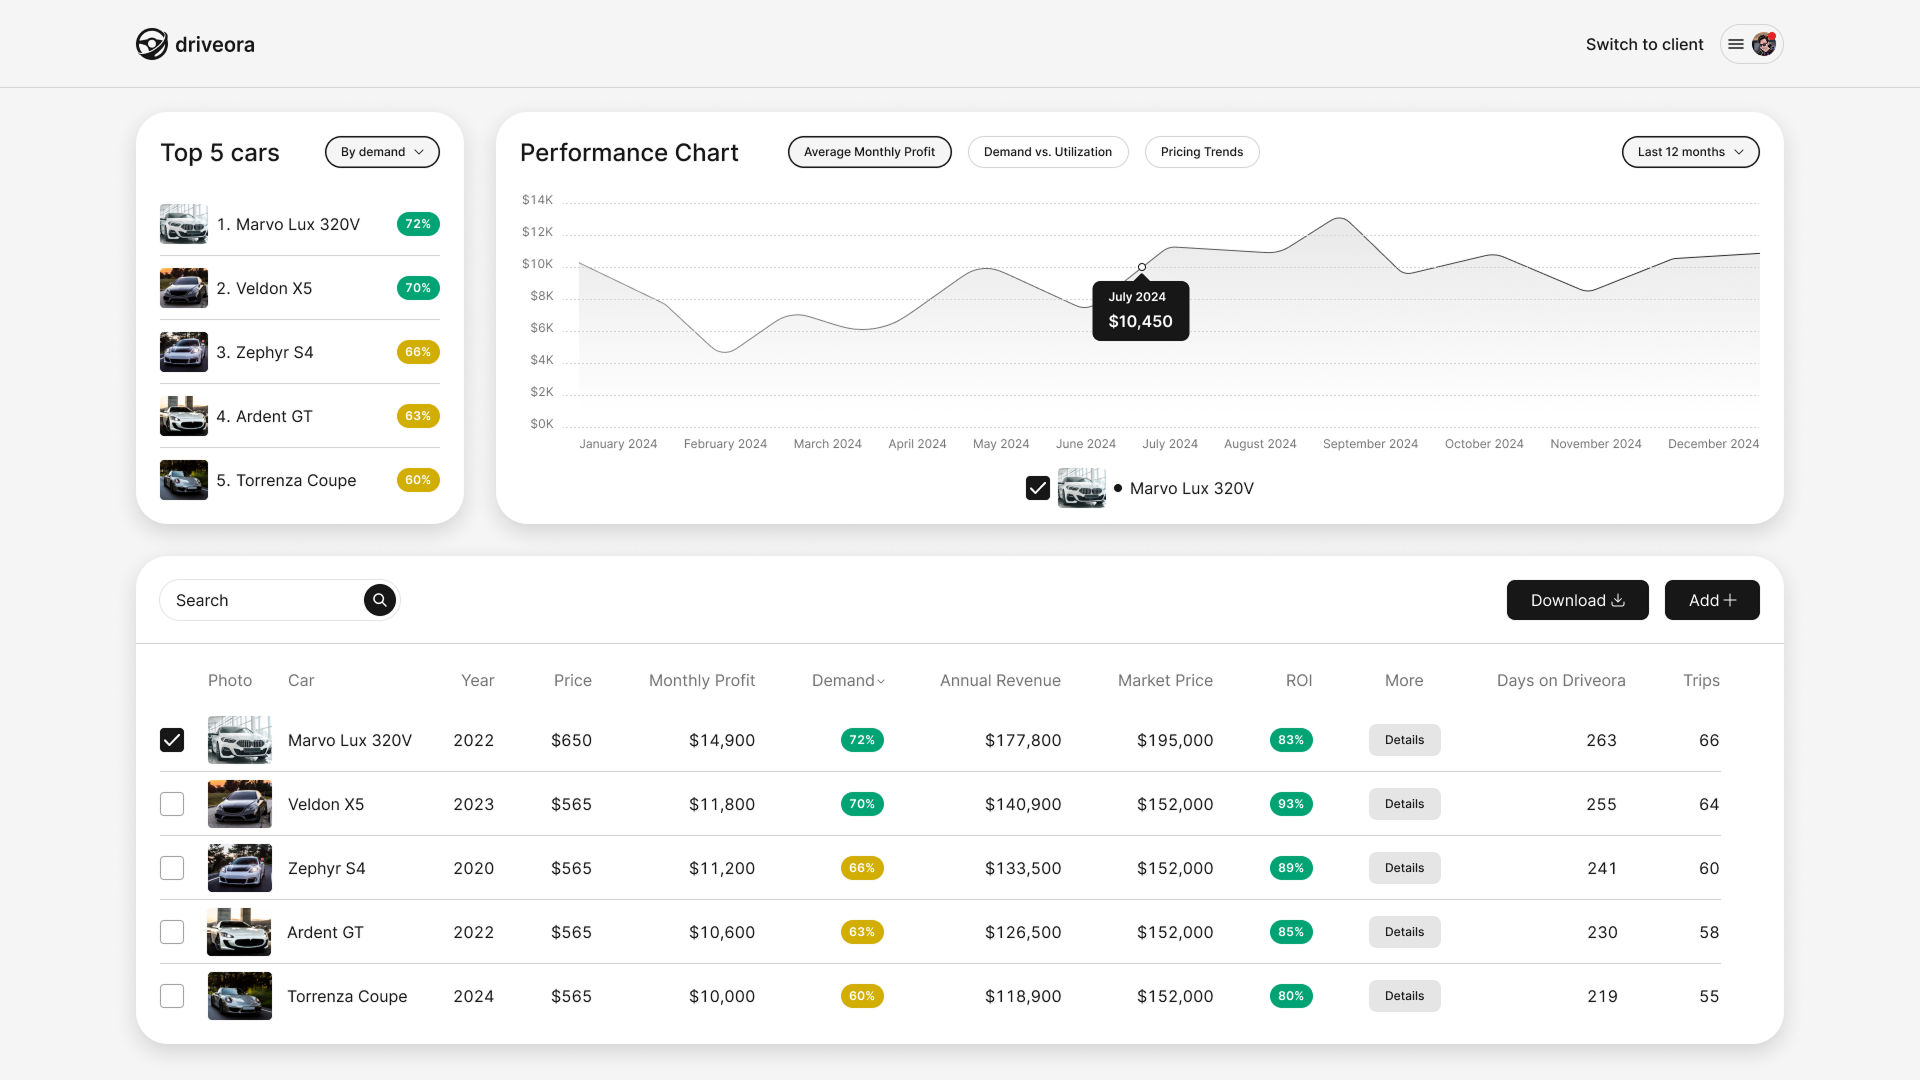 driveora
Switch to client
Top 5 cars
By demand
1. Marvo Lux 320V 72%
2. Veldon X5 70%
3. Zephyr S4 66%
4. Ardent GT 63%
5. Torrenza Coupe 60%
Performance Chart
Average Monthly Profit Demand vs. Utilization Pricing Trends Last 12 months
$14K
$12K
$10K
$8K
$6K
$4K
$2K
$0K
July 2024
$10,450
January 2024 February 2024 March 2024 April 2024 May 2024 June 2024 July 2024 August 2024 September 2024 October 2024 November 2024 December 2024
Marvo Lux 320V
Search
Download Add
Photo Car Year Price Monthly Profit Demand Annual Revenue Market Price ROI More Days on Driveora Trips
Marvo Lux 320V 2022 $650 $14,900 72% $177,800 $195,000 83% Details 263 66
Veldon X5 2023 $565 $11,800 70% $140,900 $152,000 93% Details 255 64
Zephyr S4 2020 $565 $11,200 66% $133,500 $152,000 89% Details 241 60
Ardent GT 2022 $565 $10,600 63% $126,500 $152,000 85% Details 230 58
Torrenza Coupe 2024 $565 $10,000 60% $118,900 $152,000 80% Details 219 55